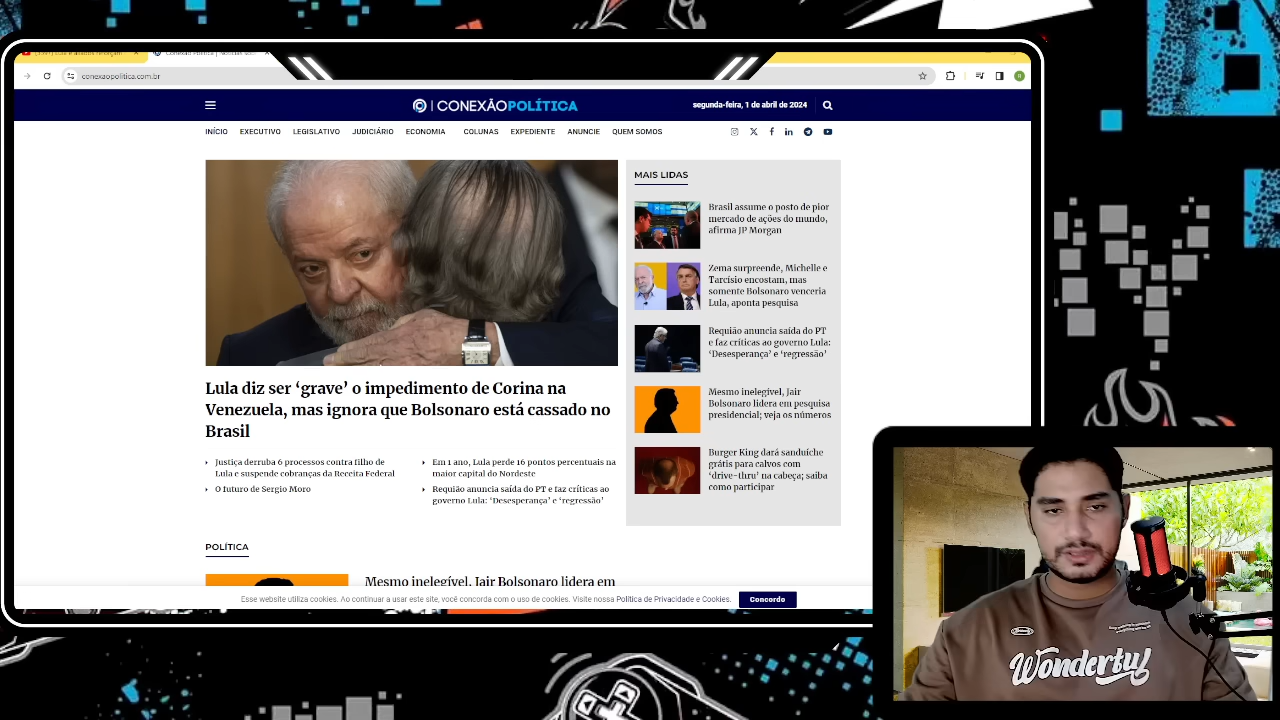 conexaopolitica.com.br
CONEXÃOPOLÍTICA
segunda-feira, 1 de abril de 2024
INÍCIO EXECUTIVO LEGISLATIVO JUDICIÁRIO ECONOMIA COLUNAS EXPEDIENTE ANUNCIE QUEM SOMOS
Lula diz ser ‘grave’ o impedimento de Corina na
Venezuela, mas ignora que Bolsonaro está cassado no
Brasil
Justiça derruba 6 processos contra filho de
Lula e suspende cobranças da Receita Federal
O futuro de Sergio Moro
Em 1 ano, Lula perde 16 pontos percentuais na
maior capital do Nordeste
Requião anuncia saída do PT e faz críticas ao
governo Lula: ‘Desesperança’ e ‘regressão’
MAIS LIDAS
Brasil assume o posto de pior
mercado de ações do mundo,
afirma JP Morgan
Zema surpreende, Michelle e
Tarcísio encostam, mas
somente Bolsonaro venceria
Lula, aponta pesquisa
Requião anuncia saída do PT
e faz críticas ao governo Lula:
‘Desesperança’ e ‘regressão’
Mesmo inelegível, Jair
Bolsonaro lidera em pesquisa
presidencial; veja os números
Burger King dará sanduíche
grátis para calvos com
‘drive-thru’ na cabeça; saiba
como participar
POLÍTICA
Mesmo inelegível, Jair Bolsonaro lidera em
Esse website utiliza cookies. Ao continuar a usar este site, você concorda com o uso de cookies. Visite nossa Política de Privacidade e Cookies.
Concordo
Wonderful